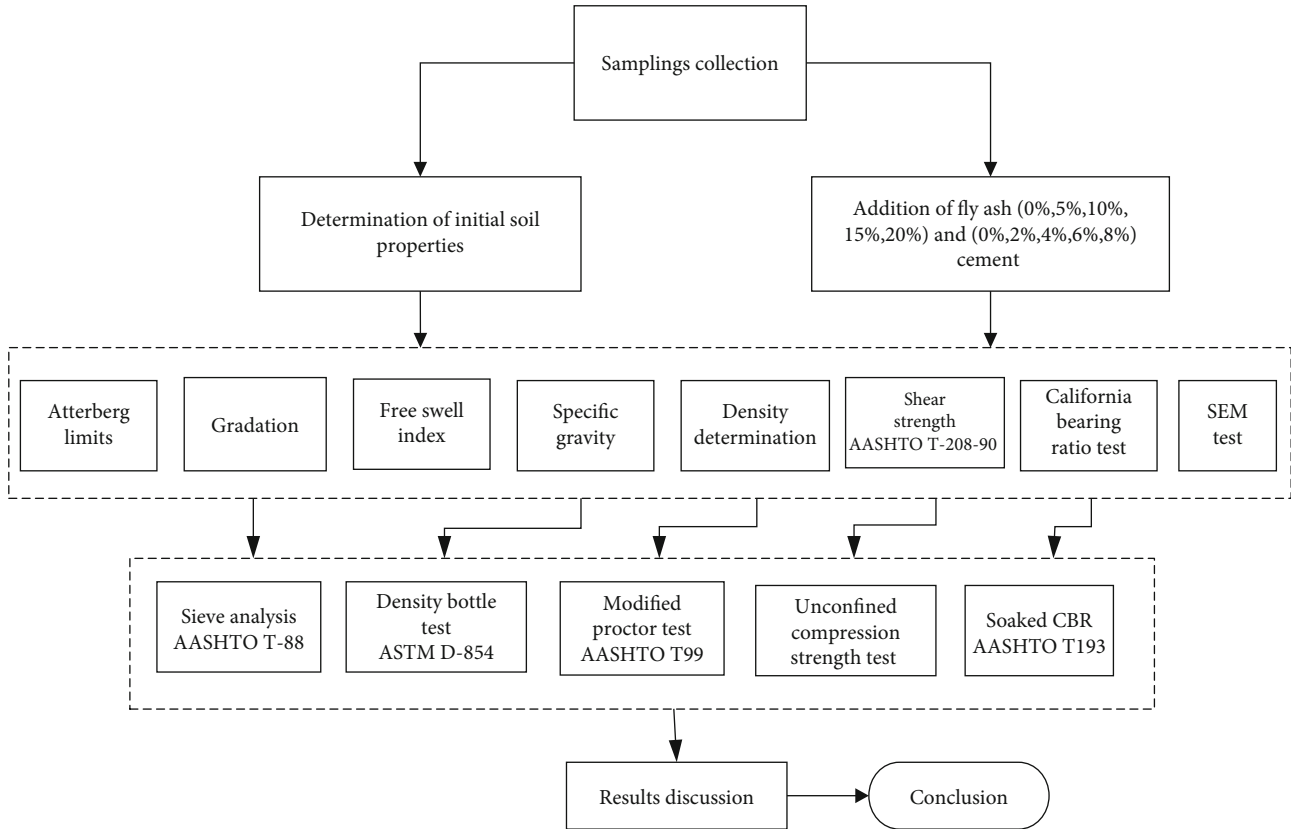 Samplings collection
Determination of initial soil
properties
Addition of fly ash (0%,5%,10%,
15%,20%) and (0%,2%,4%,6%,8%)
cement
Atterberg
limits
Gradation
Free swell
index
Specific
gravity
Density
determination
Shear
strength
AASHTO T-208-90
California
bearing
ratio test
SEM
test
Sieve analysis
AASHTO T-88
Density bottle
test
ASTM D-854
Modified
proctor test
AASHTO T99
Unconfined
compression
strength test
Soaked CBR
AASHTO T193
Results discussion
Conclusion